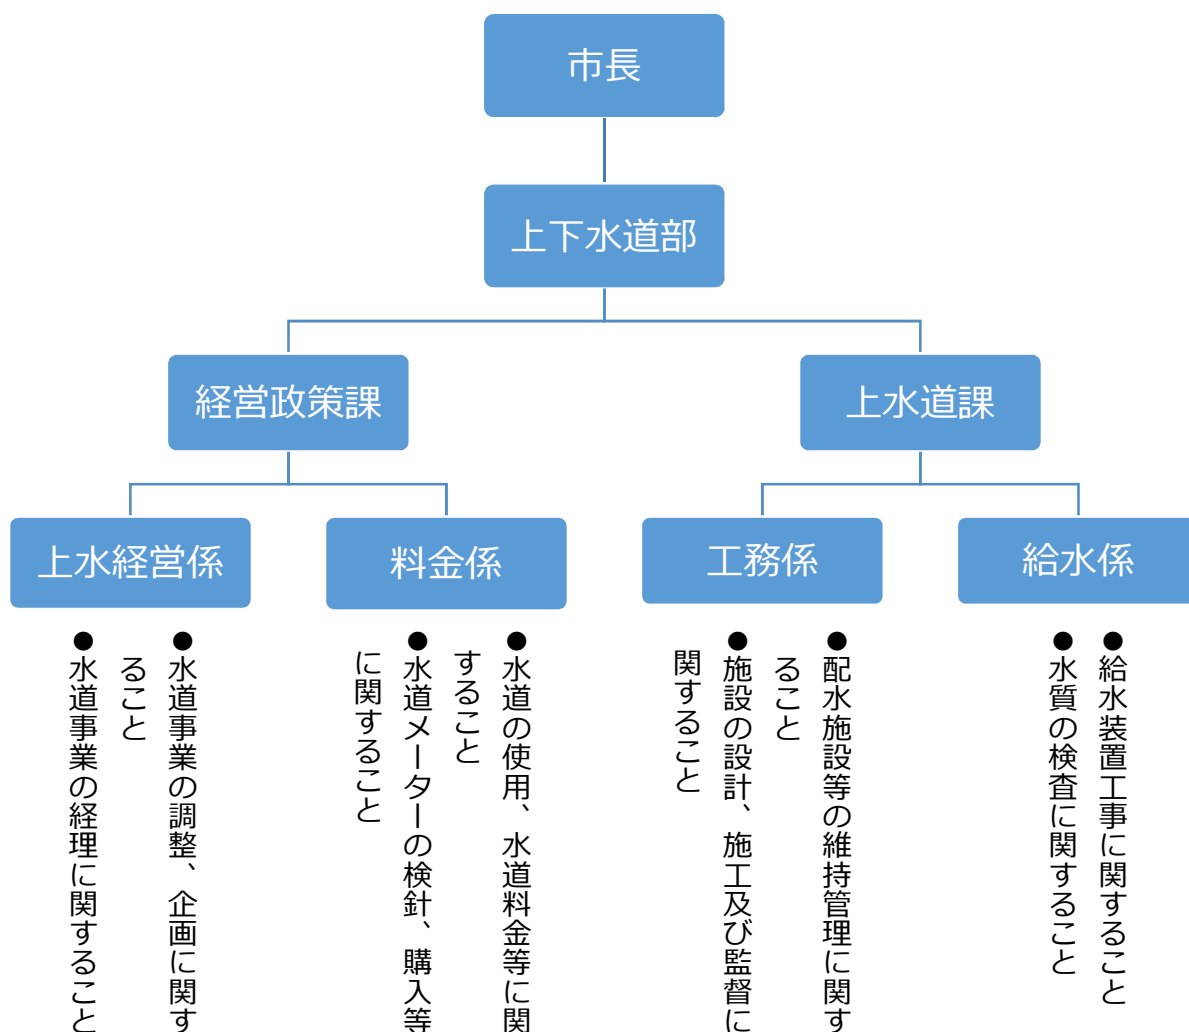 市長
上下水道部
経営政策課
上水道課
上水経営係
料金係
工務係
給水係
●水道事業の調整、企画に関す
ること
●水道事業の経理に関すること
●水道の使用、水道料金等に関
すること
●水道メーターの検針、購入等
に関すること
●配水施設等の維持管理に関す
ること
●施設の設計、施工及び監督に
関すること
●給水装置工事に関すること
●水質の検査に関すること